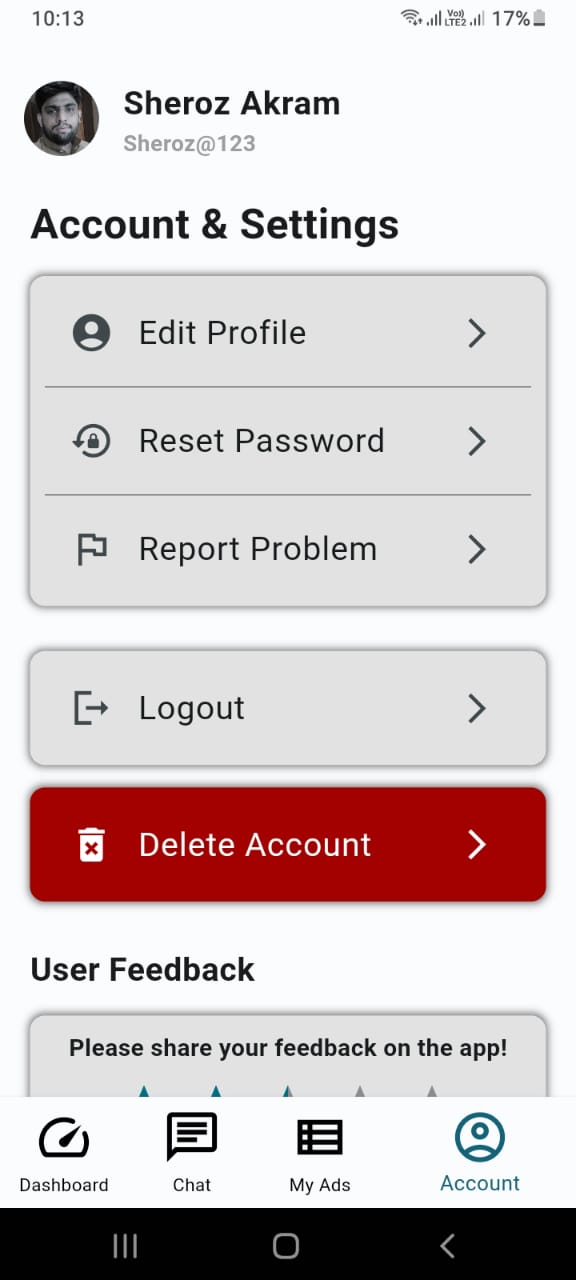 10:13
Vo)) LTE2 17%
Sheroz Akram
Sheroz@123
Account & Settings
Edit Profile
Reset Password
Report Problem
Logout
Delete Account
User Feedback
Please share your feedback on the app!
Dashboard Chat My Ads Account